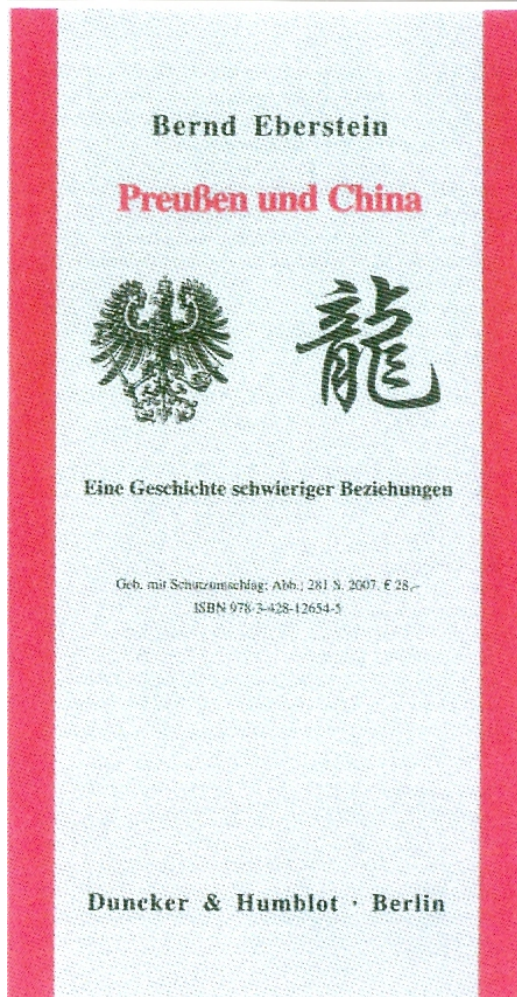 Bernd Eberstein
Preußen und China
龍
Eine Geschichte schwieriger Beziehungen
Geb. mit Schutzumschlag; Abb.; 281 S. 2007. € 28,–
ISBN 978-3-428-12654-5
Duncker & Humblot · Berlin